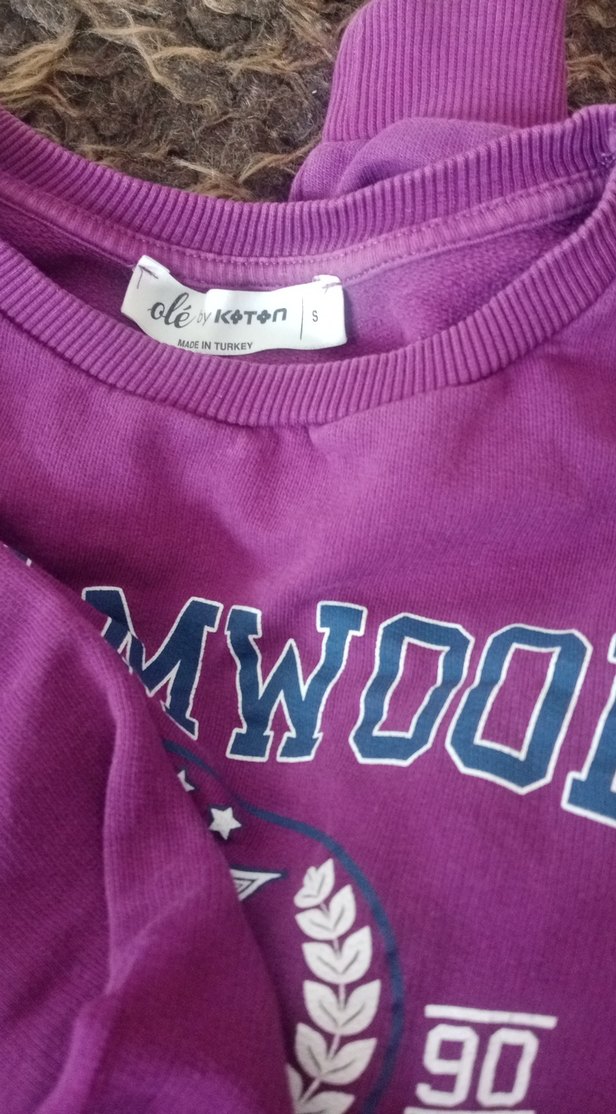 olé by KOTON | S
MADE IN TURKEY
MWOO
90